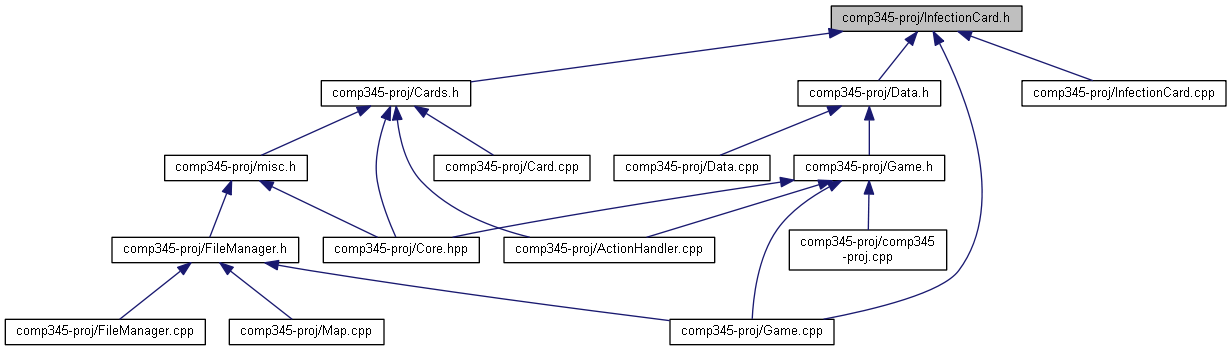 comp345-proj/InfectionCard.h
comp345-proj/Cards.h
comp345-proj/Data.h
comp345-proj/InfectionCard.cpp
comp345-proj/misc.h
comp345-proj/Card.cpp
comp345-proj/Data.cpp
comp345-proj/Game.h
comp345-proj/FileManager.h
comp345-proj/Core.hpp
comp345-proj/ActionHandler.cpp
comp345-proj/comp345
-proj.cpp
comp345-proj/FileManager.cpp
comp345-proj/Map.cpp
comp345-proj/Game.cpp